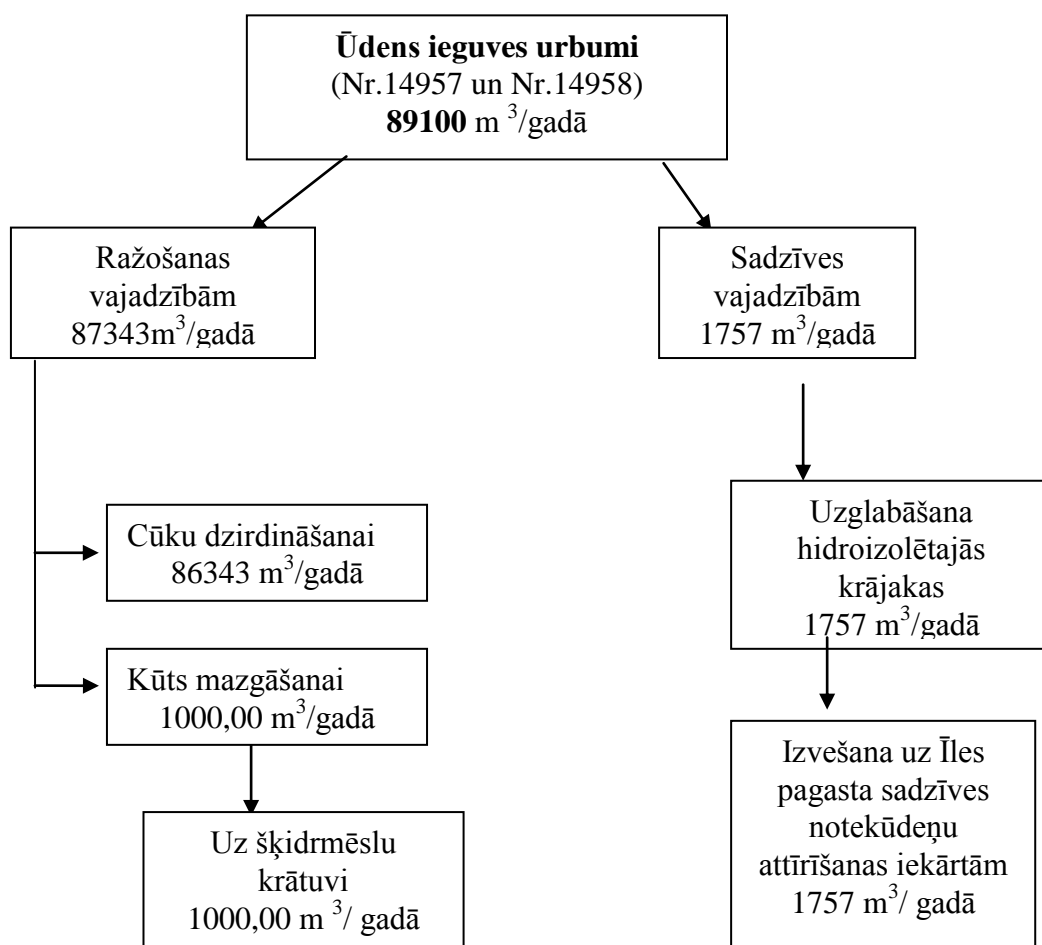 Ūdens ieguves urbumi
(Nr.14957 un Nr.14958)
89100 m ³/gadā
Ražošanas
vajadzībām
87343m³/gadā
Sadzīves
vajadzībām
1757 m³/gadā
Cūku dzirdināšanai
86343 m³/gadā
Kūts mazgāšanai
1000,00 m³/gadā
Uz šķidrmēslu
krātuvi
1000,00 m ³/ gadā
Uzglabāšana
hidroizolētajās
krājakas
1757 m³/gadā
Izvešana uz Īles
pagasta sadzīves
notekūdeņu
attīrīšanas iekārtām
1757 m³/ gadā